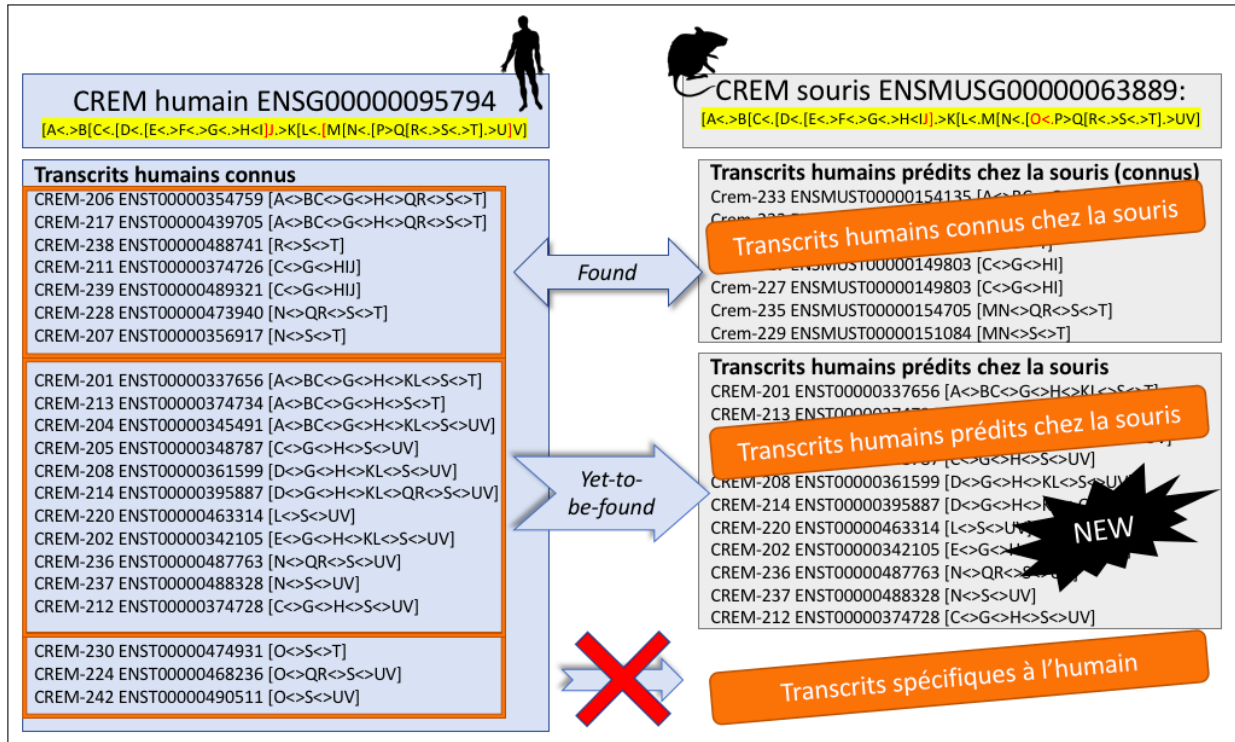 CREM humain ENSG00000095794
[A<.>B[C<.[D<.[E<.>F<.>G<.>H<I]J.>K[L<.[M[N<.[P>Q[R<.>S<.>T].>U]V]
CREM souris ENSMUSG00000063889:
[A<.>B[C<.[D<.[E<.>F<.>G<.>H<IJ].>K[L<.M[N<.[O<.P>Q[R<.>S<.>T].>UV]
Transcrits humains connus
CREM-206 ENST00000354759 [A<>BC<>G<>H<>QR<>S<>T]
CREM-217 ENST00000439705 [A<>BC<>G<>H<>QR<>S<>T]
CREM-238 ENST00000488741 [R<>S<>T]
CREM-211 ENST00000374726 [C<>G<>HIJ]
CREM-239 ENST00000489321 [C<>G<>HIJ]
CREM-228 ENST00000473940 [N<>QR<>S<>T]
CREM-207 ENST00000356917 [N<>S<>T]
CREM-201 ENST00000337656 [A<>BC<>G<>H<>KL<>S<>T]
CREM-213 ENST00000374734 [A<>BC<>G<>H<>S<>T]
CREM-204 ENST00000345491 [A<>BC<>G<>H<>KL<>S<>UV]
CREM-205 ENST00000348787 [C<>G<>H<>S<>UV]
CREM-208 ENST00000361599 [D<>G<>H<>KL<>S<>UV]
CREM-214 ENST00000395887 [D<>G<>H<>KL<>QR<>S<>UV]
CREM-220 ENST00000463314 [L<>S<>UV]
CREM-202 ENST00000342105 [E<>G<>H<>KL<>S<>UV]
CREM-236 ENST00000487763 [N<>QR<>S<>UV]
CREM-237 ENST00000488328 [N<>S<>UV]
CREM-212 ENST00000374728 [C<>G<>H<>S<>UV]
CREM-230 ENST00000474931 [O<>S<>T]
CREM-224 ENST00000468236 [O<>QR<>S<>UV]
CREM-242 ENST00000490511 [O<>S<>UV]
Found
Yet-to-
be-found
Transcrits humains prédits chez la souris (connus)
Crem-233 ENSMUST00000154135
Transcrits humains connus chez la souris
ENSMUST00000149803 [C<>G<>HI]
Crem-227 ENSMUST00000149803 [C<>G<>HI]
Crem-235 ENSMUST00000154705 [MN<>QR<>S<>T]
Crem-229 ENSMUST00000151084 [MN<>S<>T]
Transcrits humains prédits chez la souris
CREM-201 ENST00000337656 [A<>BC<>G<>H<>KL<>S<>T]
CREM-213
Transcrits humains prédits chez la souris
[C<>G<>H<>S<>UV]
CREM-208 ENST00000361599 [D<>G<>H<>KL<>S<>UV]
CREM-214 ENST00000395887
CREM-220 ENST00000463314 [L<>S<>UV]
CREM-202 ENST00000342105
CREM-236 ENST00000487763
CREM-237 ENST00000488328 [N<>S<>UV]
CREM-212 ENST00000374728 [C<>G<>H<>S<>UV]
NEW
Transcrits spécifiques à l'humain